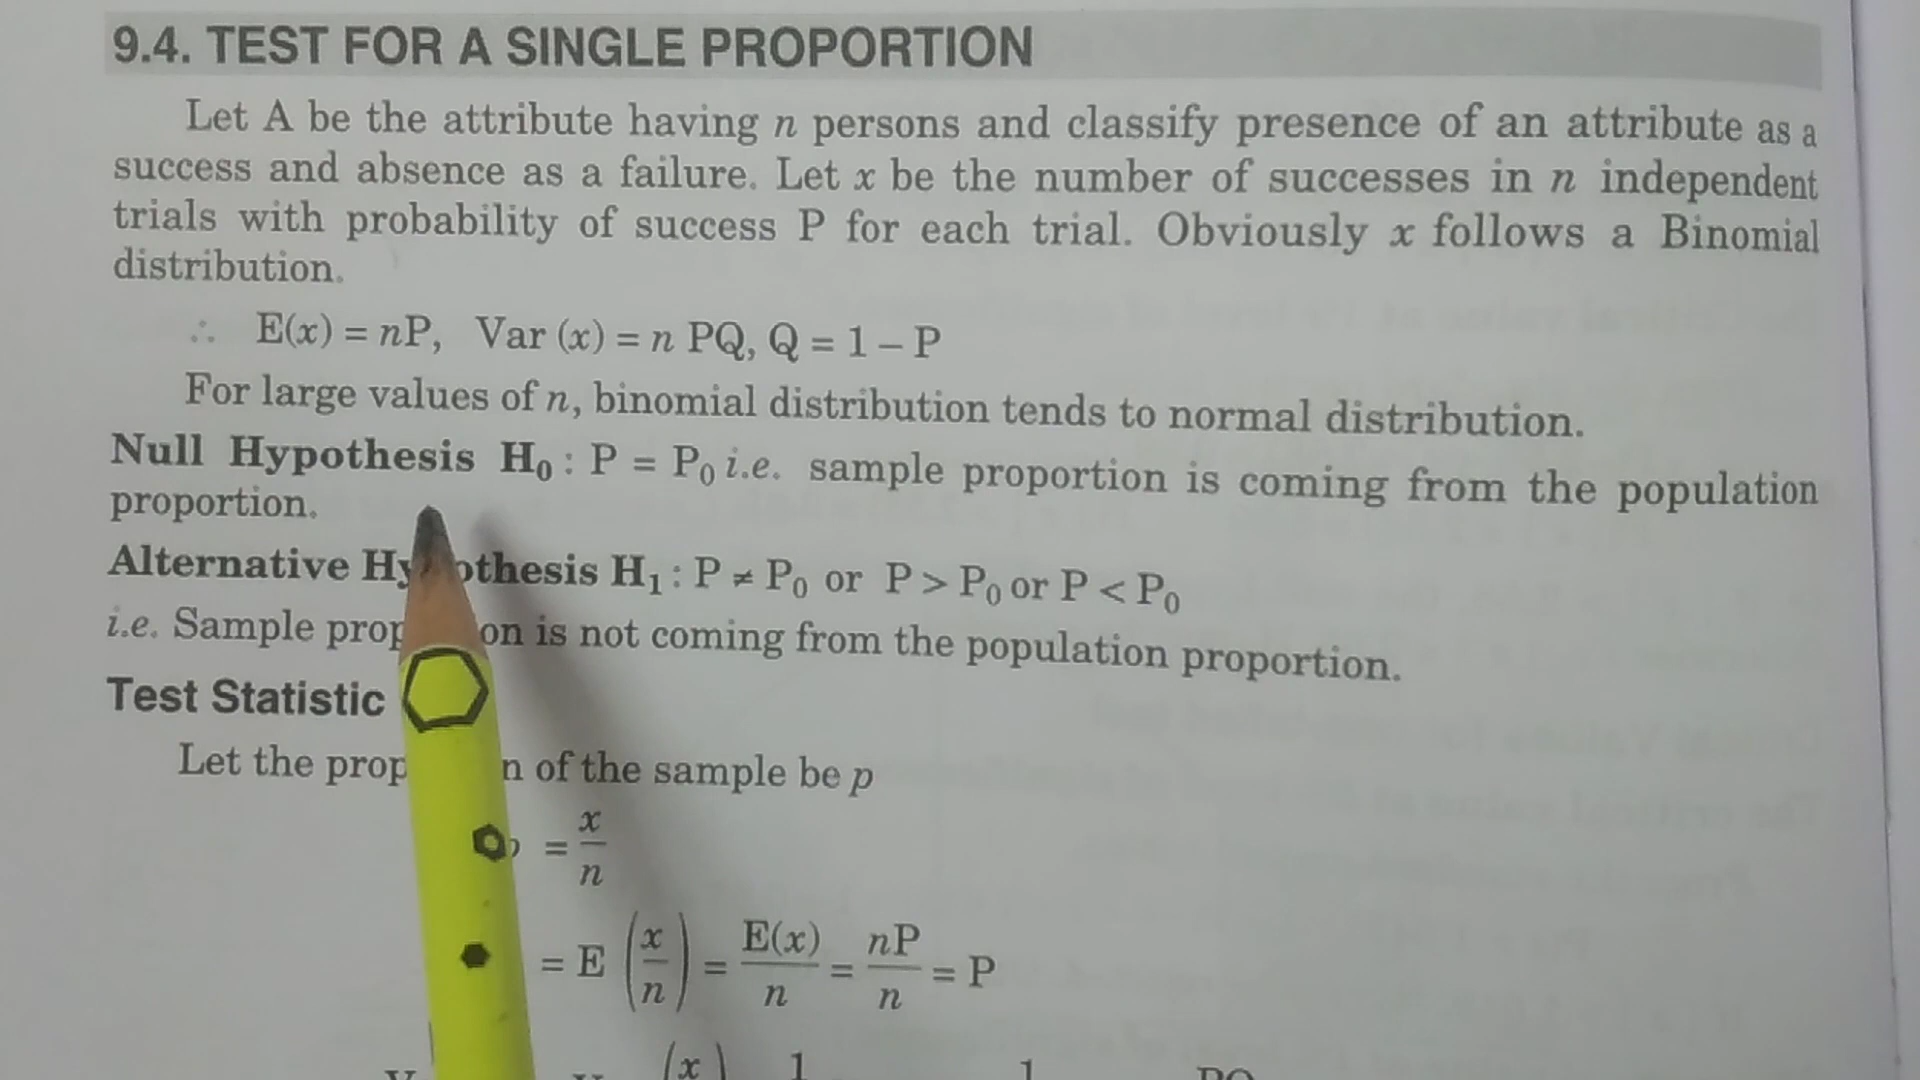 9.4. TEST FOR A SINGLE PROPORTION
Let A be the attribute having n persons and classify presence of an attribute as a
success and absence as a failure. Let x be the number of successes in n independent
trials with probability of success P for each trial. Obviously x follows a Binomial
distribution.
∴ E(x) = nP, Var (x) = n PQ, Q = 1 – P
For large values of n, binomial distribution tends to normal distribution.
Null Hypothesis H₀ : P = P₀ i.e. sample proportion is coming from the population
proportion.
Alternative H othesis H₁ : P ≠ P₀ or P > P₀ or P < P₀
i.e. Sample prop on is not coming from the population proportion.
Test Statistic
Let the prop n of the sample be p
= x/n
= E (x/n) = E(x)/n = nP/n = P